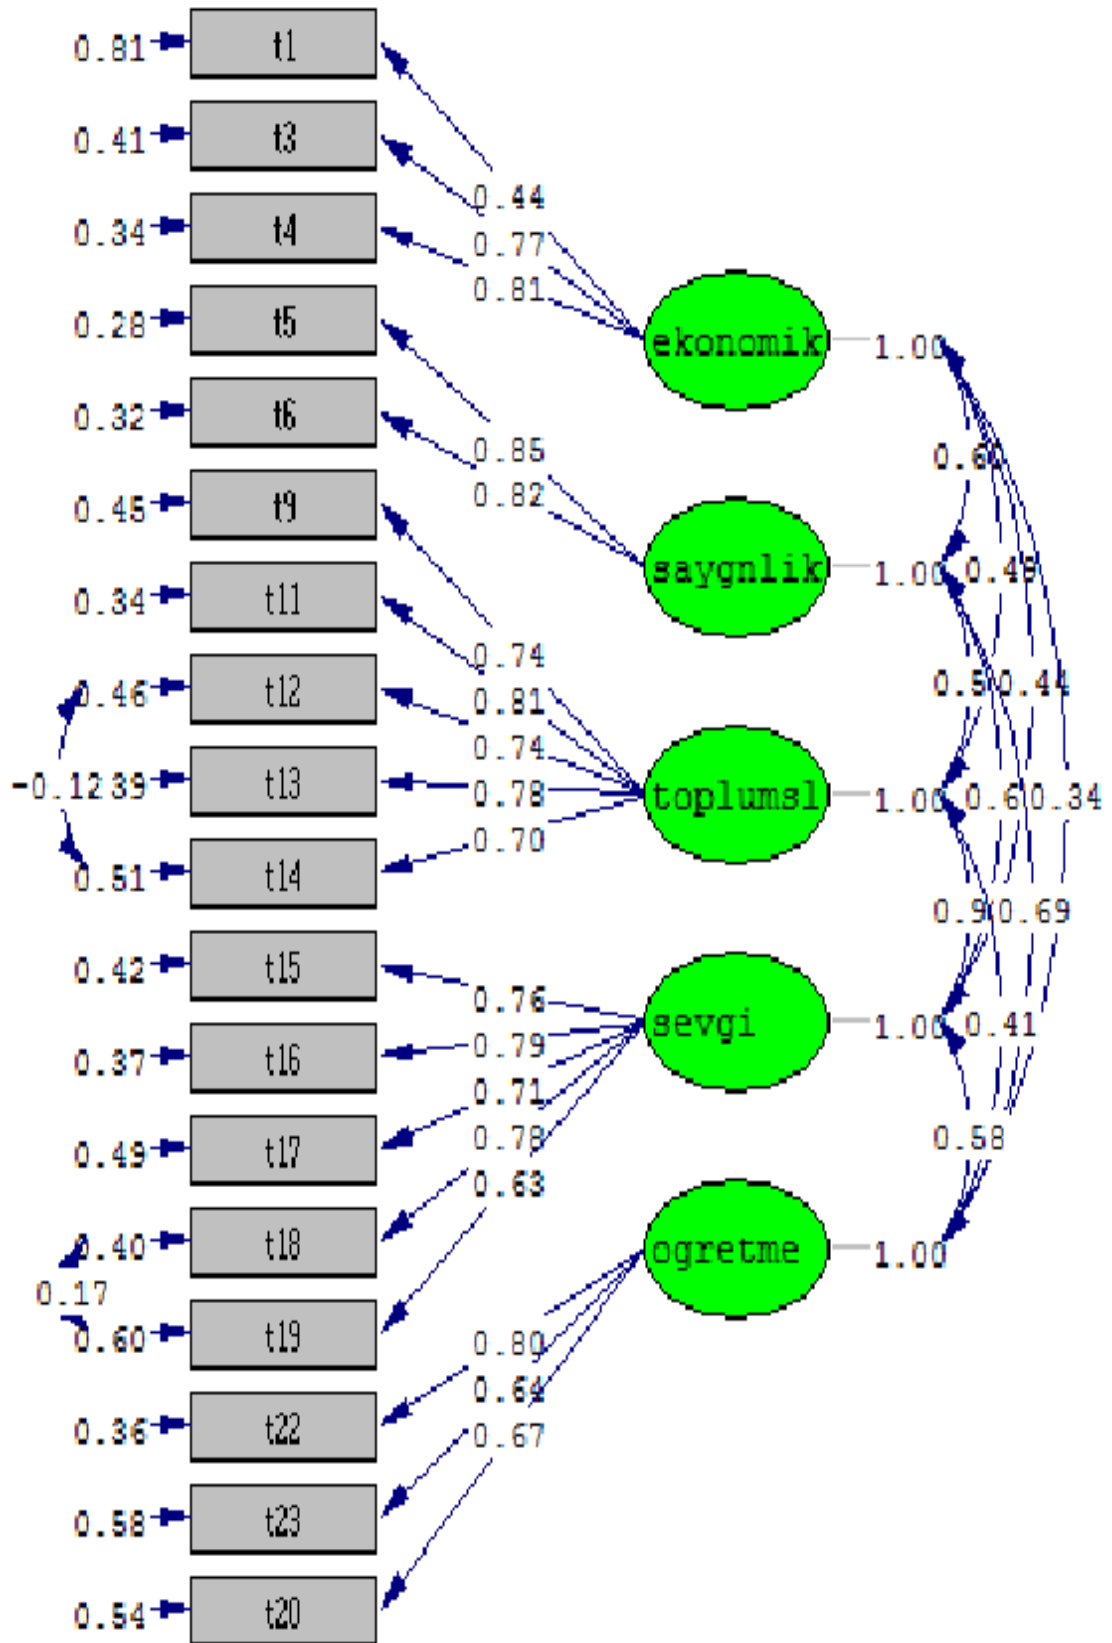 0.81 t1
0.41 t3
0.34 t4
0.28 t5
0.32 t6
0.45 t9
0.34 t11
0.46 t12
-0.12 39 t13
0.51 t14
0.42 t15
0.37 t16
0.49 t17
0.40 t18
0.17
0.60 t19
0.36 t22
0.58 t23
0.54 t20
0.44
0.77
0.81
0.85
0.82
0.74
0.81
0.74
0.78
0.70
0.76
0.79
0.71
0.78
0.63
0.80
0.64
0.67
ekonomik 1.00
saygnlik 1.00
toplumsl 1.00
sevgi 1.00
ogretme 1.00
0.49
0.44
0.34
0.69
0.41
0.58